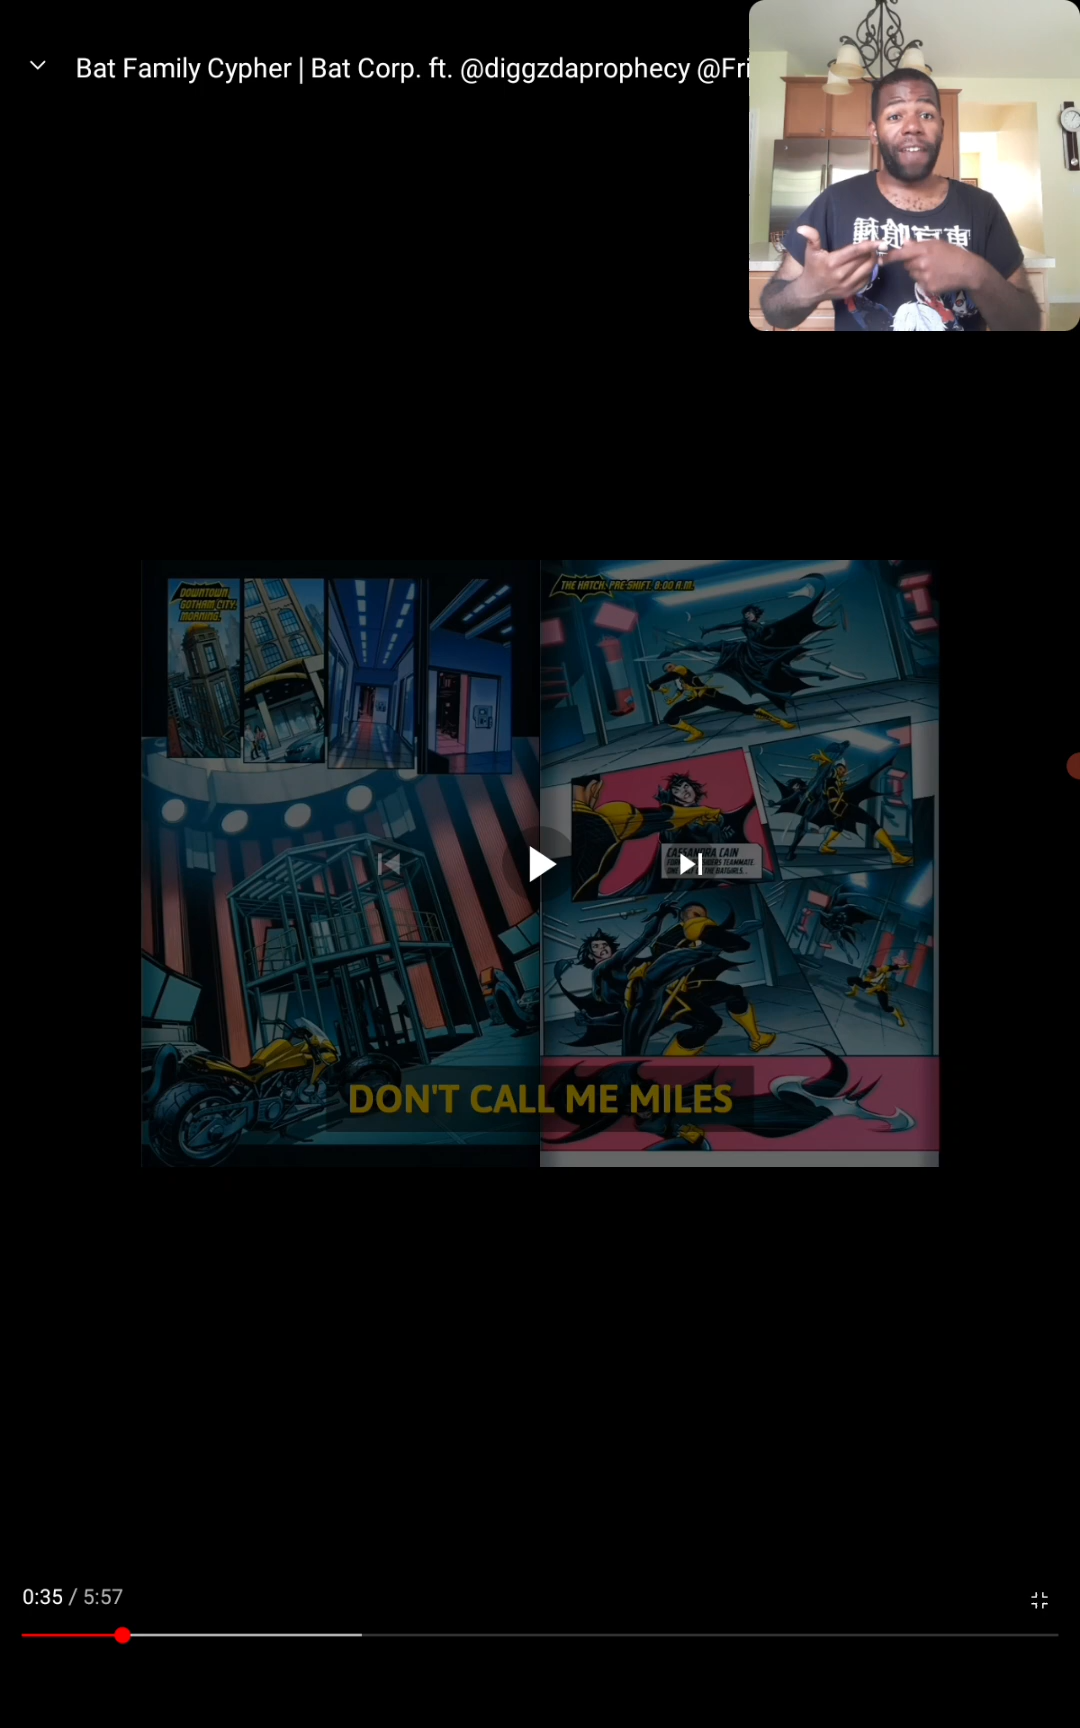 Bat Family Cypher | Bat Corp. ft. @diggzdaprophecy @Fri
DOWNTOWN
GOTHAM CITY.
MORNING.
THE HATCH. PRE-SHIFT. 8:00 A.M.
CASSANDRA CAIN
DON'T CALL ME MILES
0:35 / 5:57